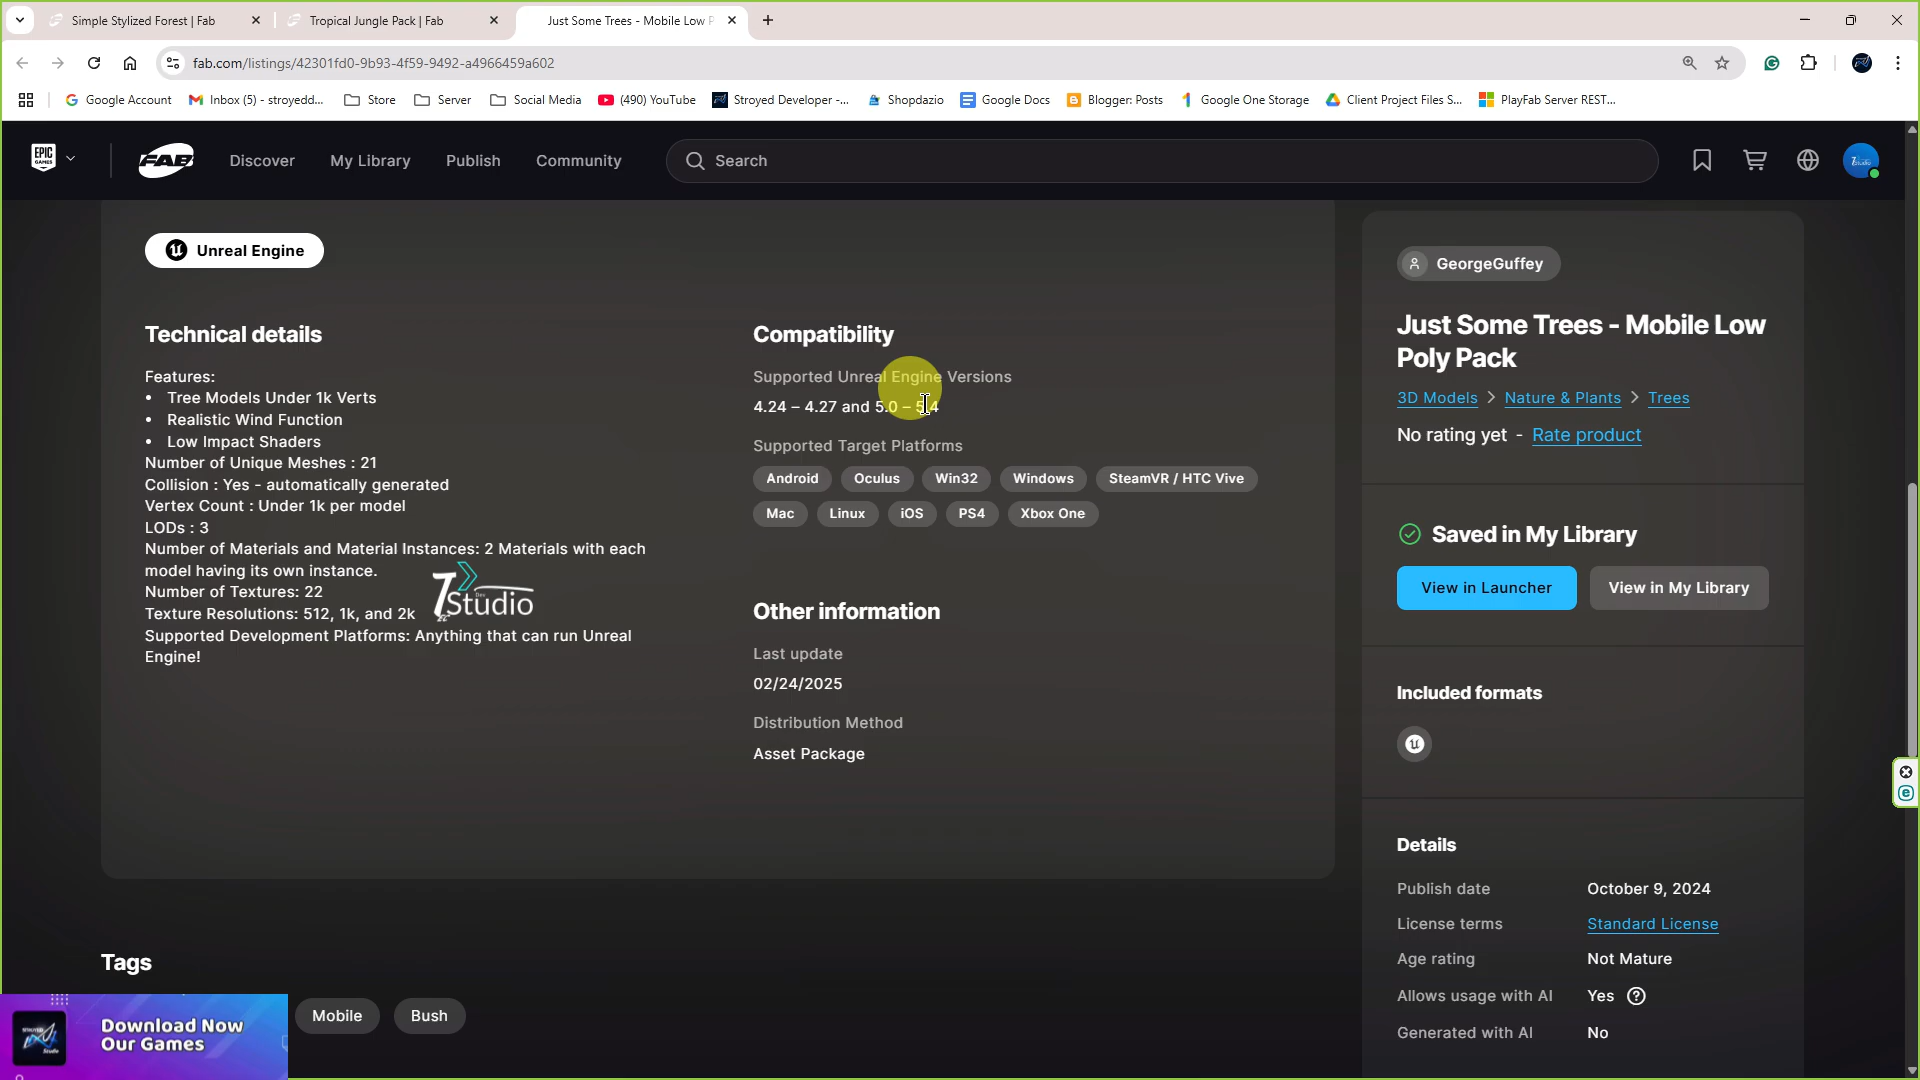 Simple Stylized Forest | Fab
Tropical Jungle Pack | Fab
Just Some Trees - Mobile Low P
fab.com/listings/42301fd0-9b93-4f59-9492-a4966459a602
Google Account
Inbox (5) - stroyedd...
Store
Server
Social Media
(490) YouTube
Stroyed Developer -...
Shopdazio
Google Docs
Blogger: Posts
Google One Storage
Client Project Files S...
PlayFab Server REST...
EPIC GAMES
FAB
Discover
My Library
Publish
Community
Search
Unreal Engine
Technical details
Features:
• Tree Models Under 1k Verts
• Realistic Wind Function
• Low Impact Shaders
Number of Unique Meshes : 21
Collision : Yes - automatically generated
Vertex Count : Under 1k per model
LODs : 3
Number of Materials and Material Instances: 2 Materials with each
model having its own instance.
Number of Textures: 22
Texture Resolutions: 512, 1k, and 2k
Supported Development Platforms: Anything that can run Unreal
Engine!
7 Dev
Studio
Compatibility
Supported Unreal Engine Versions
4.24 – 4.27 and 5.0 – 5.4
Supported Target Platforms
Android
Oculus
Win32
Windows
SteamVR / HTC Vive
Mac
Linux
iOS
PS4
Xbox One
Other information
Last update
02/24/2025
Distribution Method
Asset Package
GeorgeGuffey
Just Some Trees - Mobile Low
Poly Pack
3D Models > Nature & Plants > Trees
No rating yet - Rate product
Saved in My Library
View in Launcher
View in My Library
Included formats
Details
Publish date October 9, 2024
License terms Standard License
Age rating Not Mature
Allows usage with AI Yes
Generated with AI No
Tags
Mobile
Bush
Download Now
Our Games